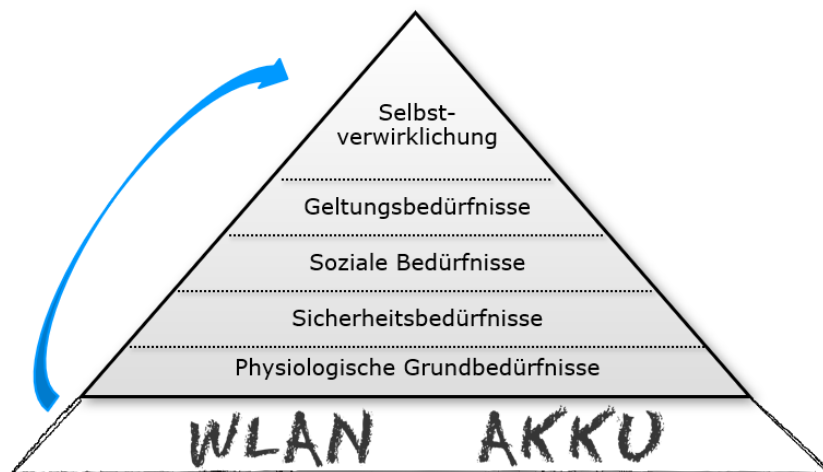 Selbst-
verwirklichung
Geltungsbedürfnisse
Soziale Bedürfnisse
Sicherheitsbedürfnisse
Physiologische Grundbedürfnisse
WLAN AKKU